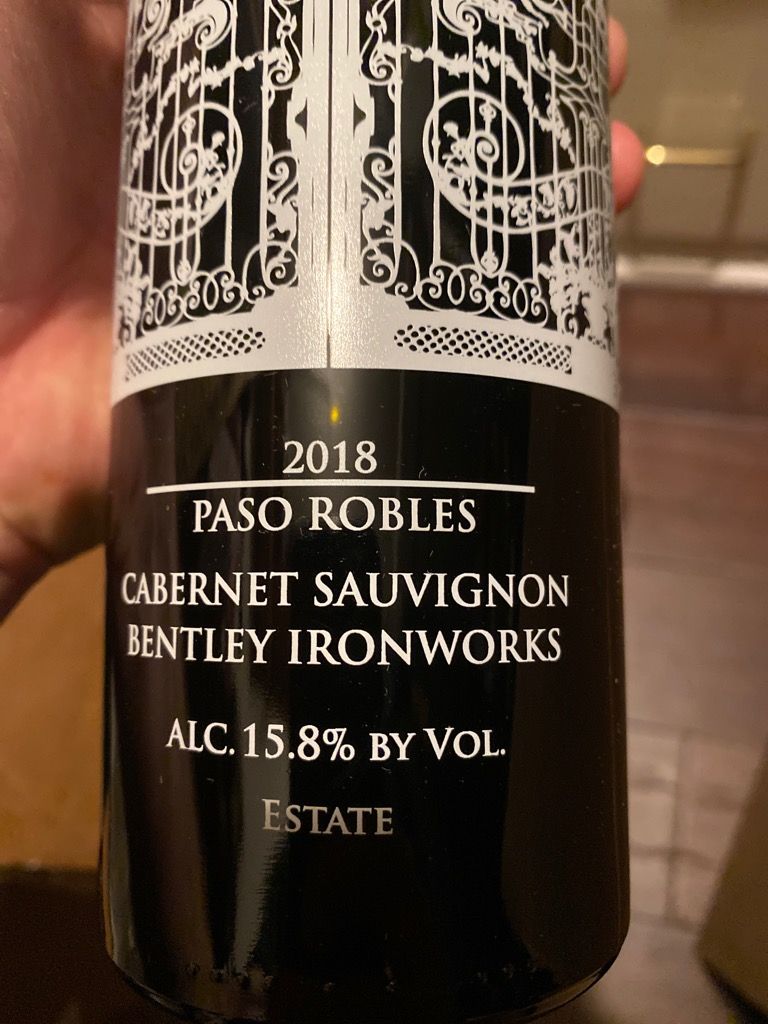 2018
PASO ROBLES
CABERNET SAUVIGNON
BENTLEY IRONWORKS
ALC. 15.8% BY VOL.
ESTATE